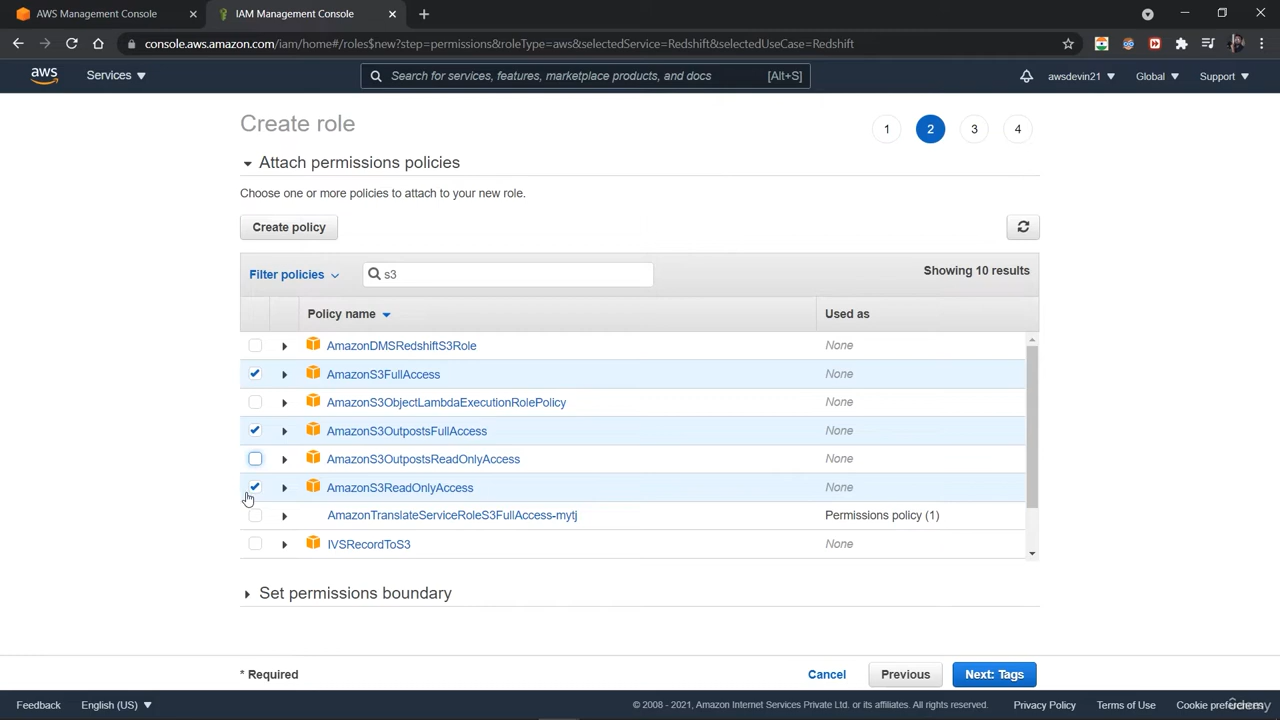 AWS Management Console
IAM Management Console
console.aws.amazon.com/iam/home#/roles$new?step=permissions&roleType=aws&selectedService=Redshift&selectedUseCase=Redshift
aws Services Search for services, features, marketplace products, and docs [Alt+S] awsdevin21 Global Support
Create role 1 2 3 4
Attach permissions policies
Choose one or more policies to attach to your new role.
Create policy
Filter policies s3 Showing 10 results
Policy name Used as
AmazonDMSRedshiftS3Role None
AmazonS3FullAccess None
AmazonS3ObjectLambdaExecutionRolePolicy None
AmazonS3OutpostsFullAccess None
AmazonS3OutpostsReadOnlyAccess None
AmazonS3ReadOnlyAccess None
AmazonTranslateServiceRoleS3FullAccess-mytj Permissions policy (1)
IVSRecordToS3 None
Set permissions boundary
* Required Cancel Previous Next: Tags
Feedback English (US) © 2008 - 2021, Amazon Internet Services Private Ltd. or its affiliates. All rights reserved. Privacy Policy Terms of Use Cookie preferences